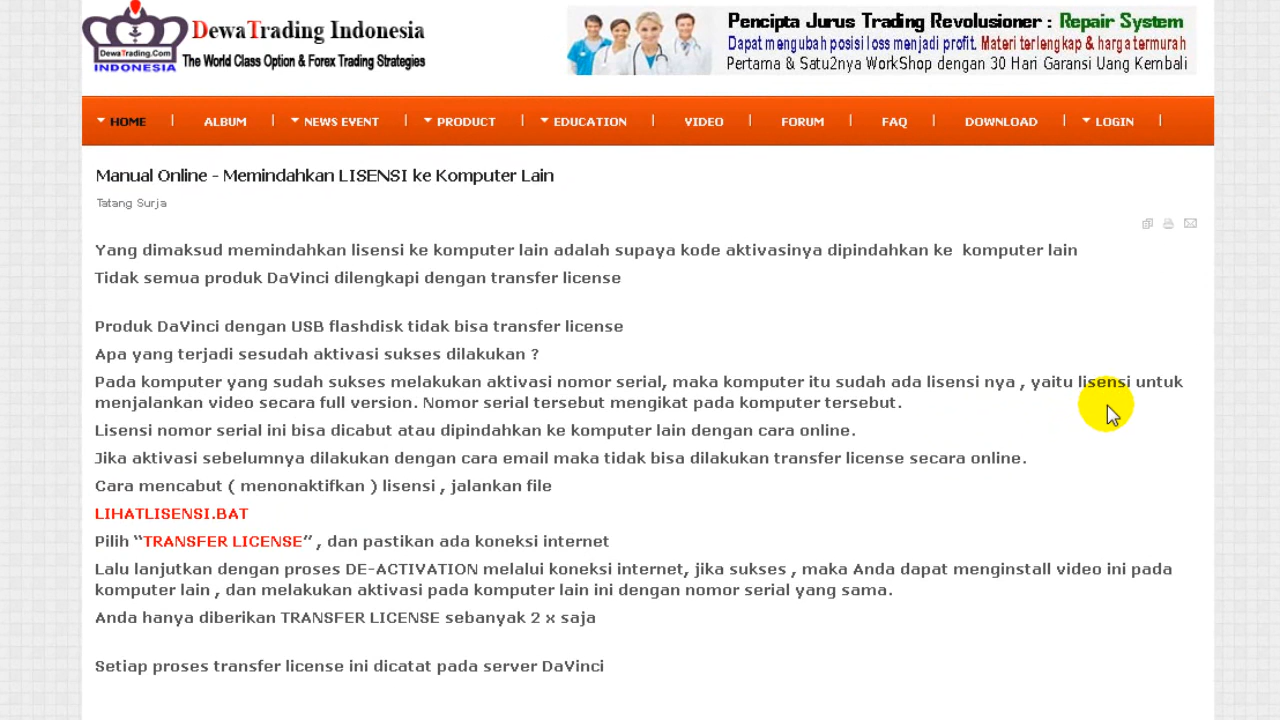 DewaTrading.Com
INDONESIA
DewaTrading Indonesia
The World Class Option & Forex Trading Strategies
Pencipta Jurus Trading Revolusioner : Repair System
Dapat mengubah posisi loss menjadi profit. Materi terlengkap & harga termurah
Pertama & Satu2nya WorkShop dengan 30 Hari Garansi Uang Kembali
HOME | ALBUM | NEWS EVENT | PRODUCT | EDUCATION | VIDEO | FORUM | FAQ | DOWNLOAD | LOGIN |
Manual Online - Memindahkan LISENSI ke Komputer Lain
Tatang Surja
Yang dimaksud memindahkan lisensi ke komputer lain adalah supaya kode aktivasinya dipindahkan ke komputer lain
Tidak semua produk DaVinci dilengkapi dengan transfer license
Produk DaVinci dengan USB flashdisk tidak bisa transfer license
Apa yang terjadi sesudah aktivasi sukses dilakukan ?
Pada komputer yang sudah sukses melakukan aktivasi nomor serial, maka komputer itu sudah ada lisensi nya , yaitu lisensi untuk
menjalankan video secara full version. Nomor serial tersebut mengikat pada komputer tersebut.
Lisensi nomor serial ini bisa dicabut atau dipindahkan ke komputer lain dengan cara online.
Jika aktivasi sebelumnya dilakukan dengan cara email maka tidak bisa dilakukan transfer license secara online.
Cara mencabut ( menonaktifkan ) lisensi , jalankan file
LIHATLISENSI.BAT
Pilih “TRANSFER LICENSE” , dan pastikan ada koneksi internet
Lalu lanjutkan dengan proses DE-ACTIVATION melalui koneksi internet, jika sukses , maka Anda dapat menginstall video ini pada
komputer lain , dan melakukan aktivasi pada komputer lain ini dengan nomor serial yang sama.
Anda hanya diberikan TRANSFER LICENSE sebanyak 2 x saja
Setiap proses transfer license ini dicatat pada server DaVinci